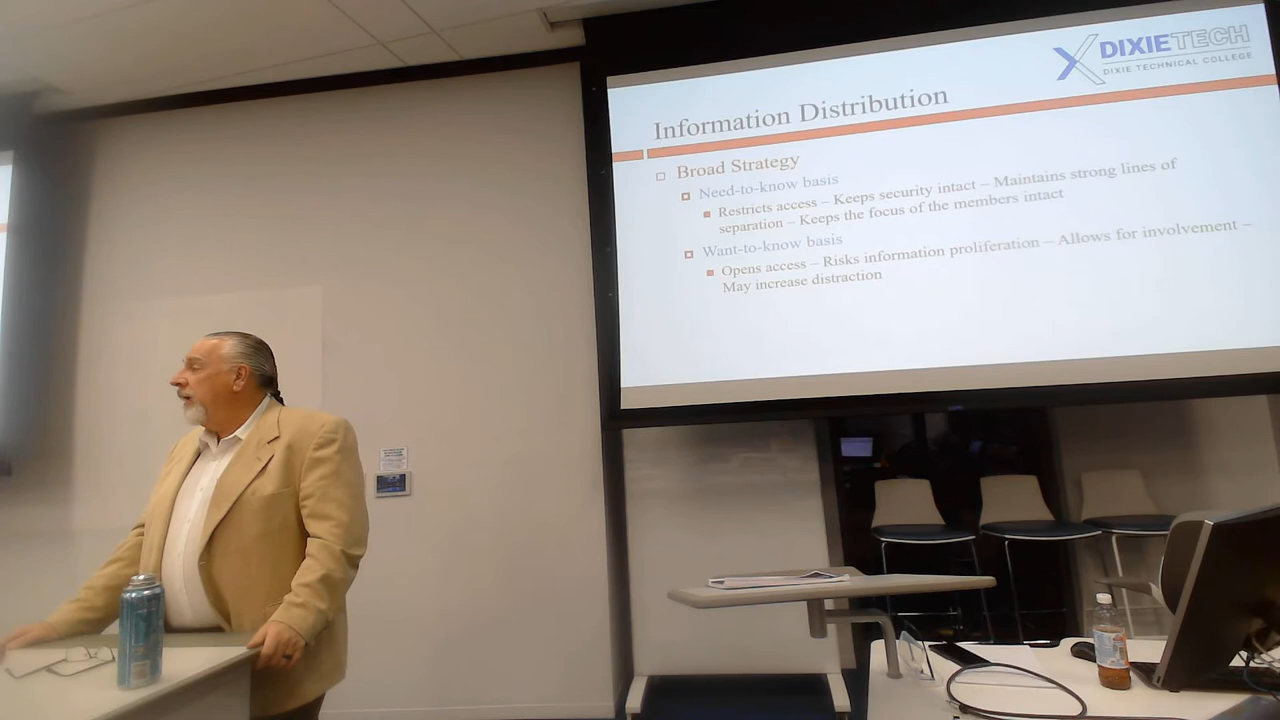 DIXIETECH
DIXIE TECHNICAL COLLEGE
Information Distribution
Broad Strategy
Need-to-know basis
Restricts access – Keeps security intact – Maintains strong lines of
separation – Keeps the focus of the members intact
Want-to-know basis
Opens access – Risks information proliferation – Allows for involvement –
May increase distraction